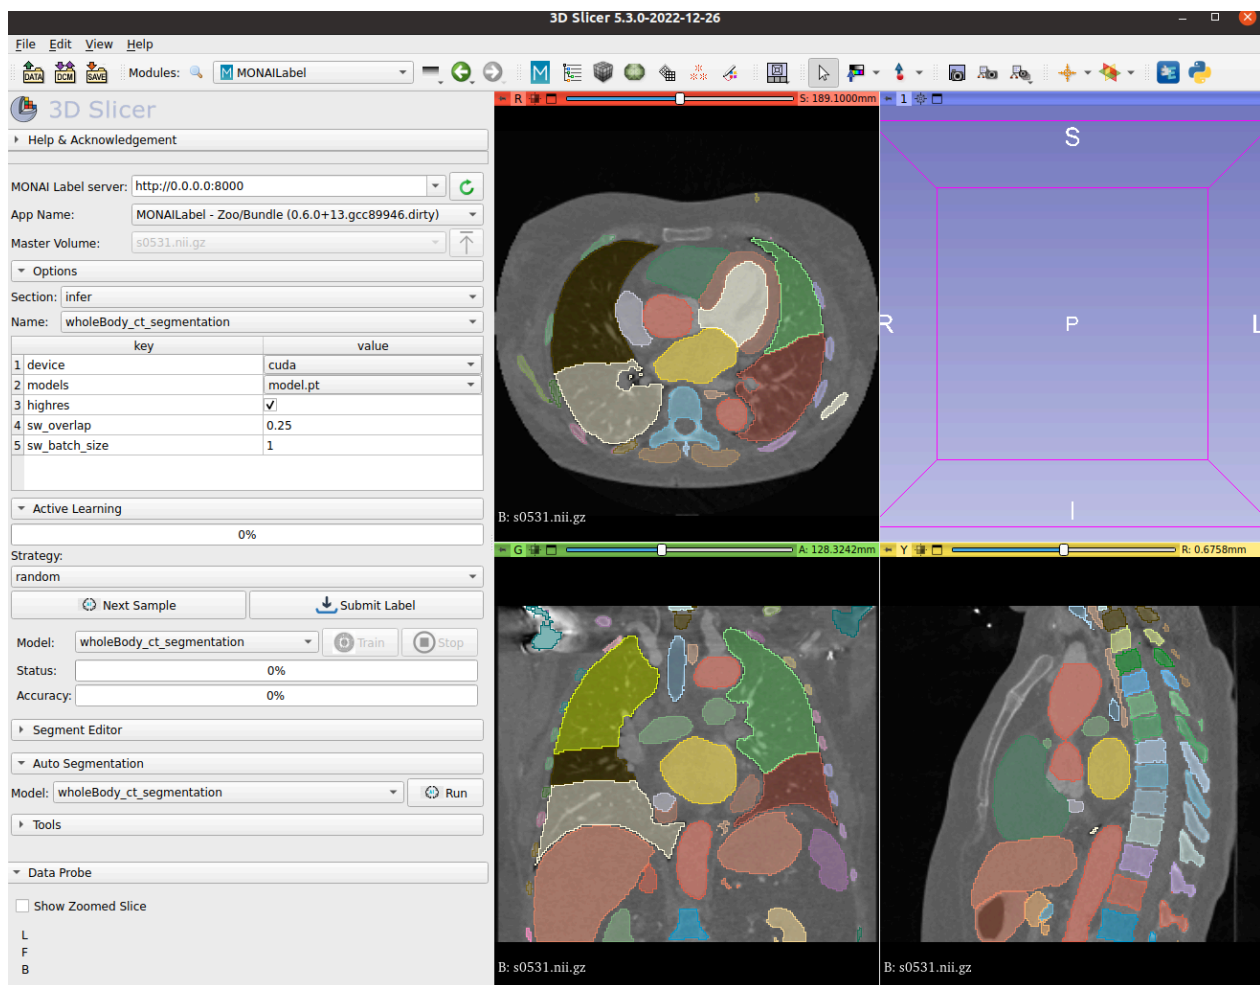 3D Slicer 5.3.0-2022-12-26
File Edit View Help
DATA DCM SAVE Modules: M MONAILabel M
3D Slicer
Help & Acknowledgement
MONAI Label server: http://0.0.0.0:8000
App Name: MONAILabel - Zoo/Bundle (0.6.0+13.gcc89946.dirty)
Master Volume: s0531.nii.gz
Options
Section: infer
Name: wholeBody_ct_segmentation
key value
1 device cuda
2 models model.pt
3 highres
4 sw_overlap 0.25
5 sw_batch_size 1
Active Learning
0%
Strategy:
random
Next Sample Submit Label
Model: wholeBody_ct_segmentation Train Stop
Status: 0%
Accuracy: 0%
Segment Editor
Auto Segmentation
Model: wholeBody_ct_segmentation Run
Tools
Data Probe
Show Zoomed Slice
L
F
B
R S: 189.1000mm
B: s0531.nii.gz
1
S
R P L
I
G A: 128.3242mm
B: s0531.nii.gz
Y R: 0.6758mm
B: s0531.nii.gz